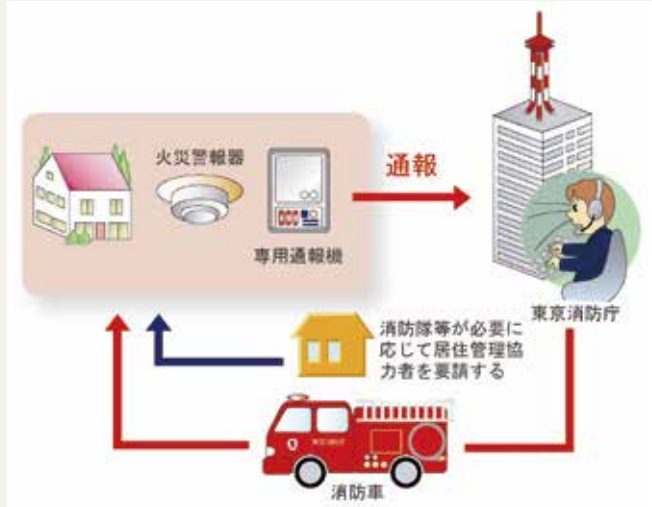 火災警報器
専用通報機
通報
東京消防庁
消防隊等が必要に
応じて居住管理協
力者を要請する
消防車